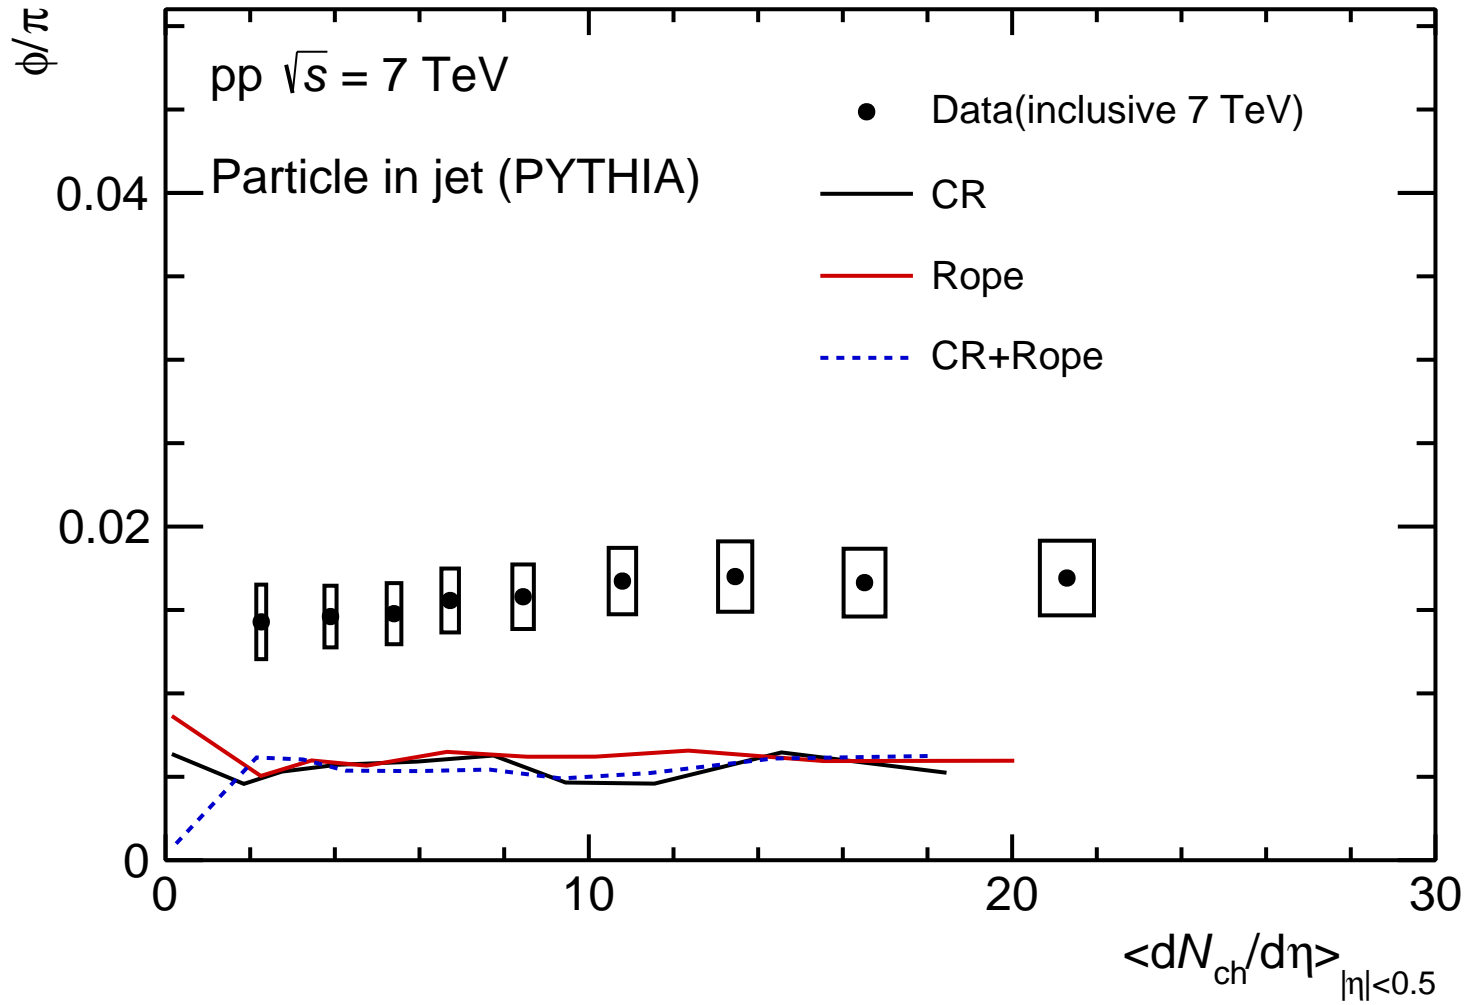 ϕ/π
pp √s = 7 TeV
Particle in jet (PYTHIA)
Data(inclusive 7 TeV)
CR
Rope
CR+Rope
0.04
0.02
0
0 10 20 30
<dN_ch/dη>_|η|<0.5